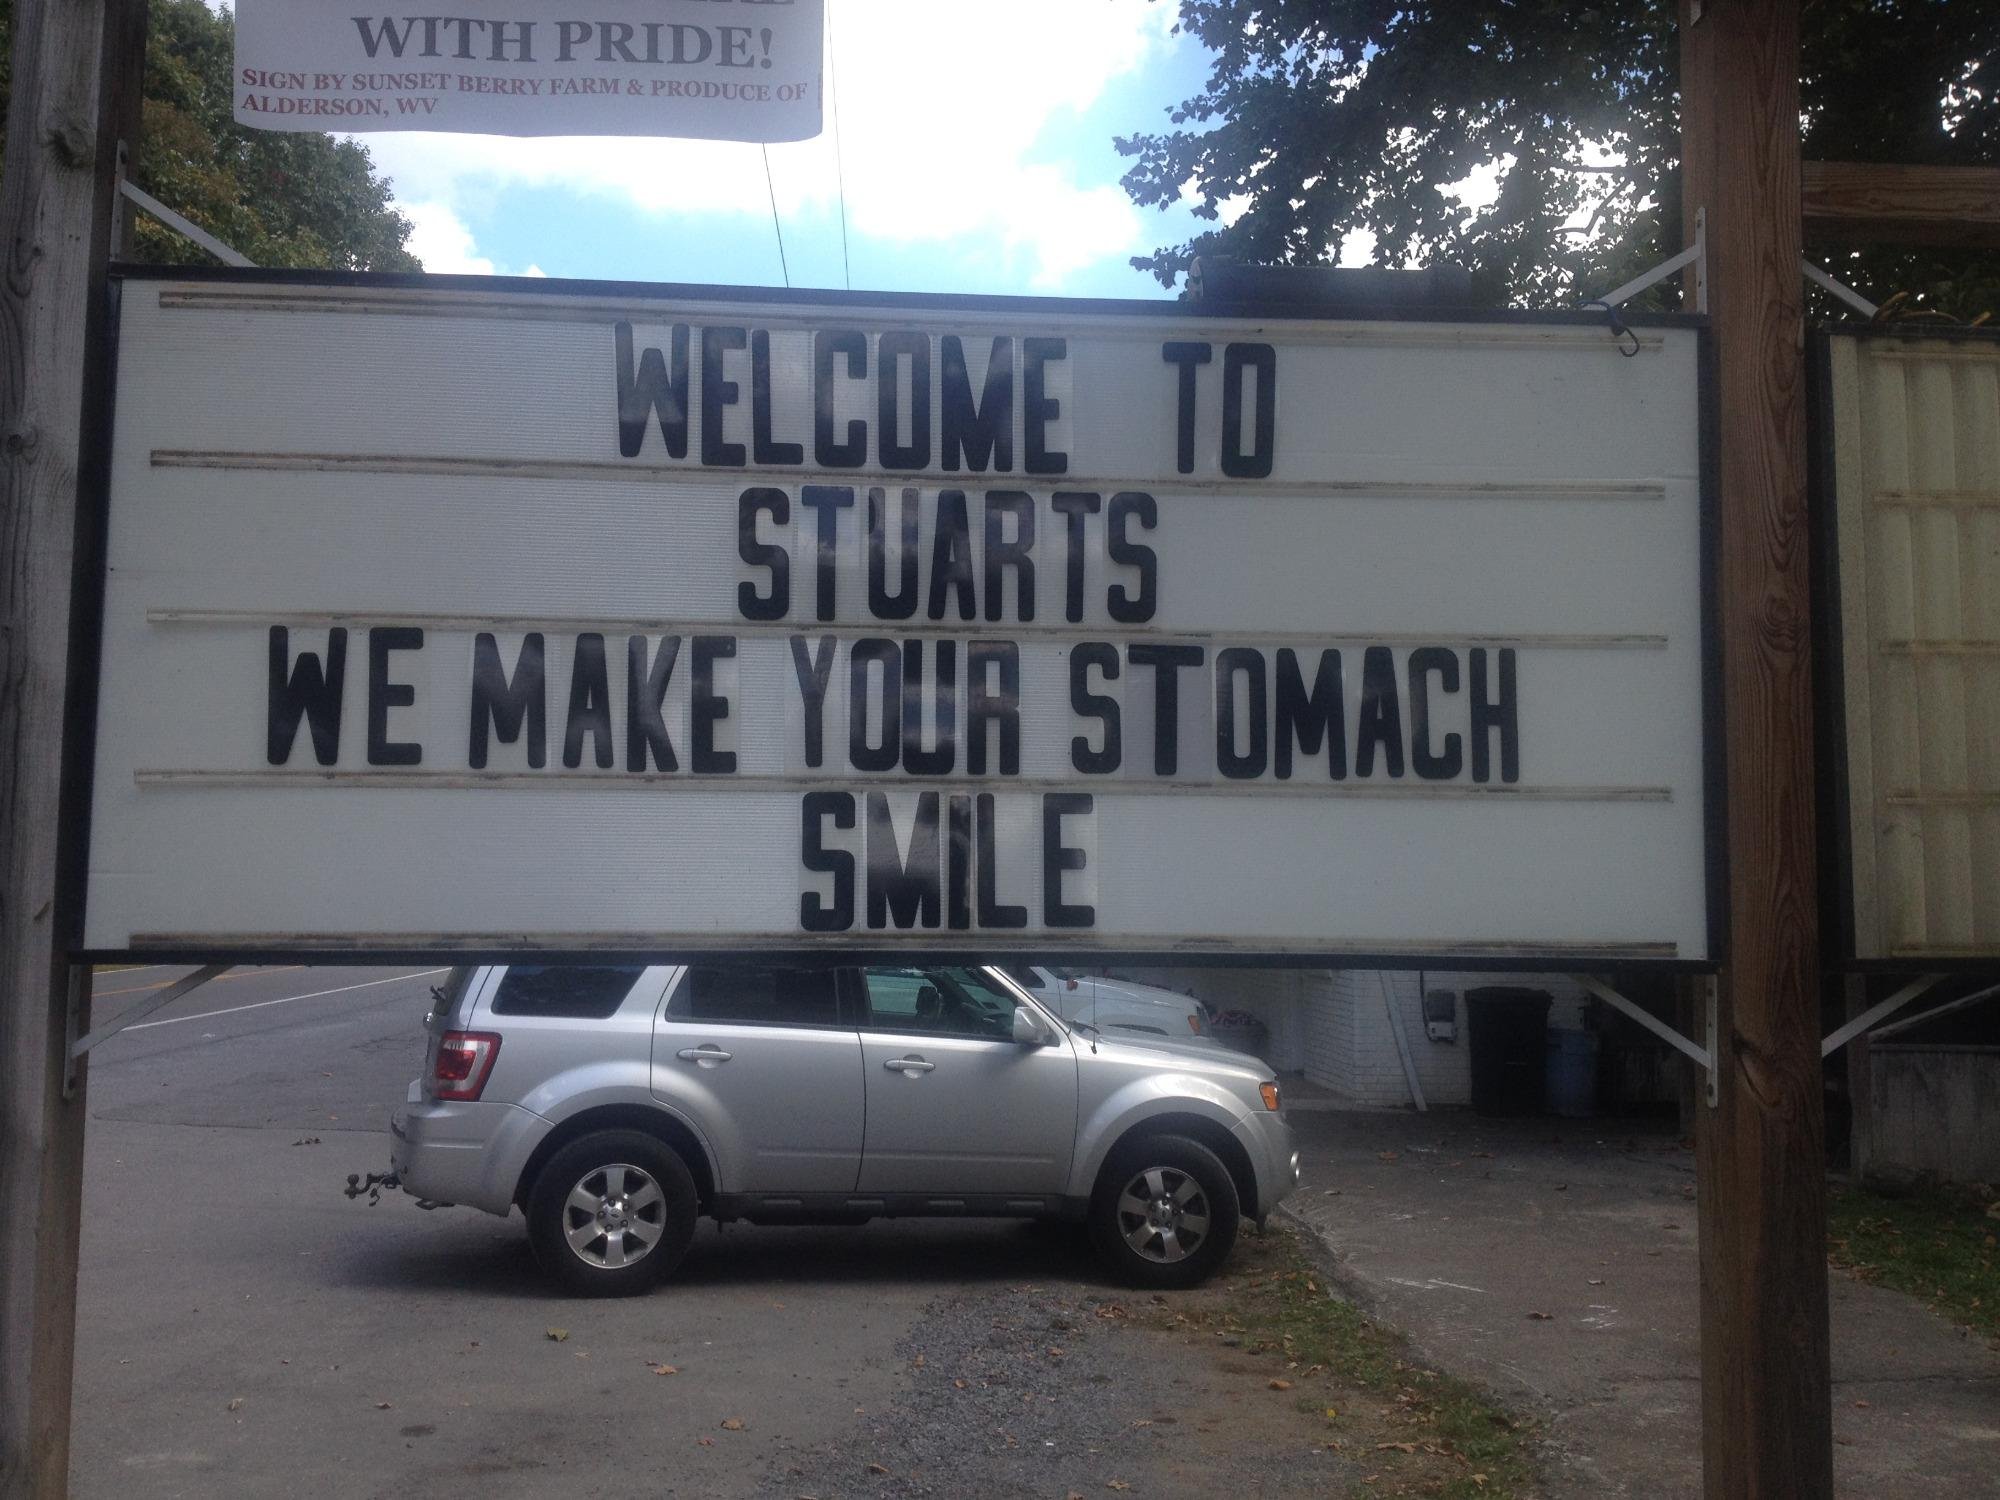 WITH PRIDE!
SIGN BY SUNSET BERRY FARM & PRODUCE OF
ALDERSON, WV
WELCOME TO
STUARTS
WE MAKE YOUR STOMACH
SMILE